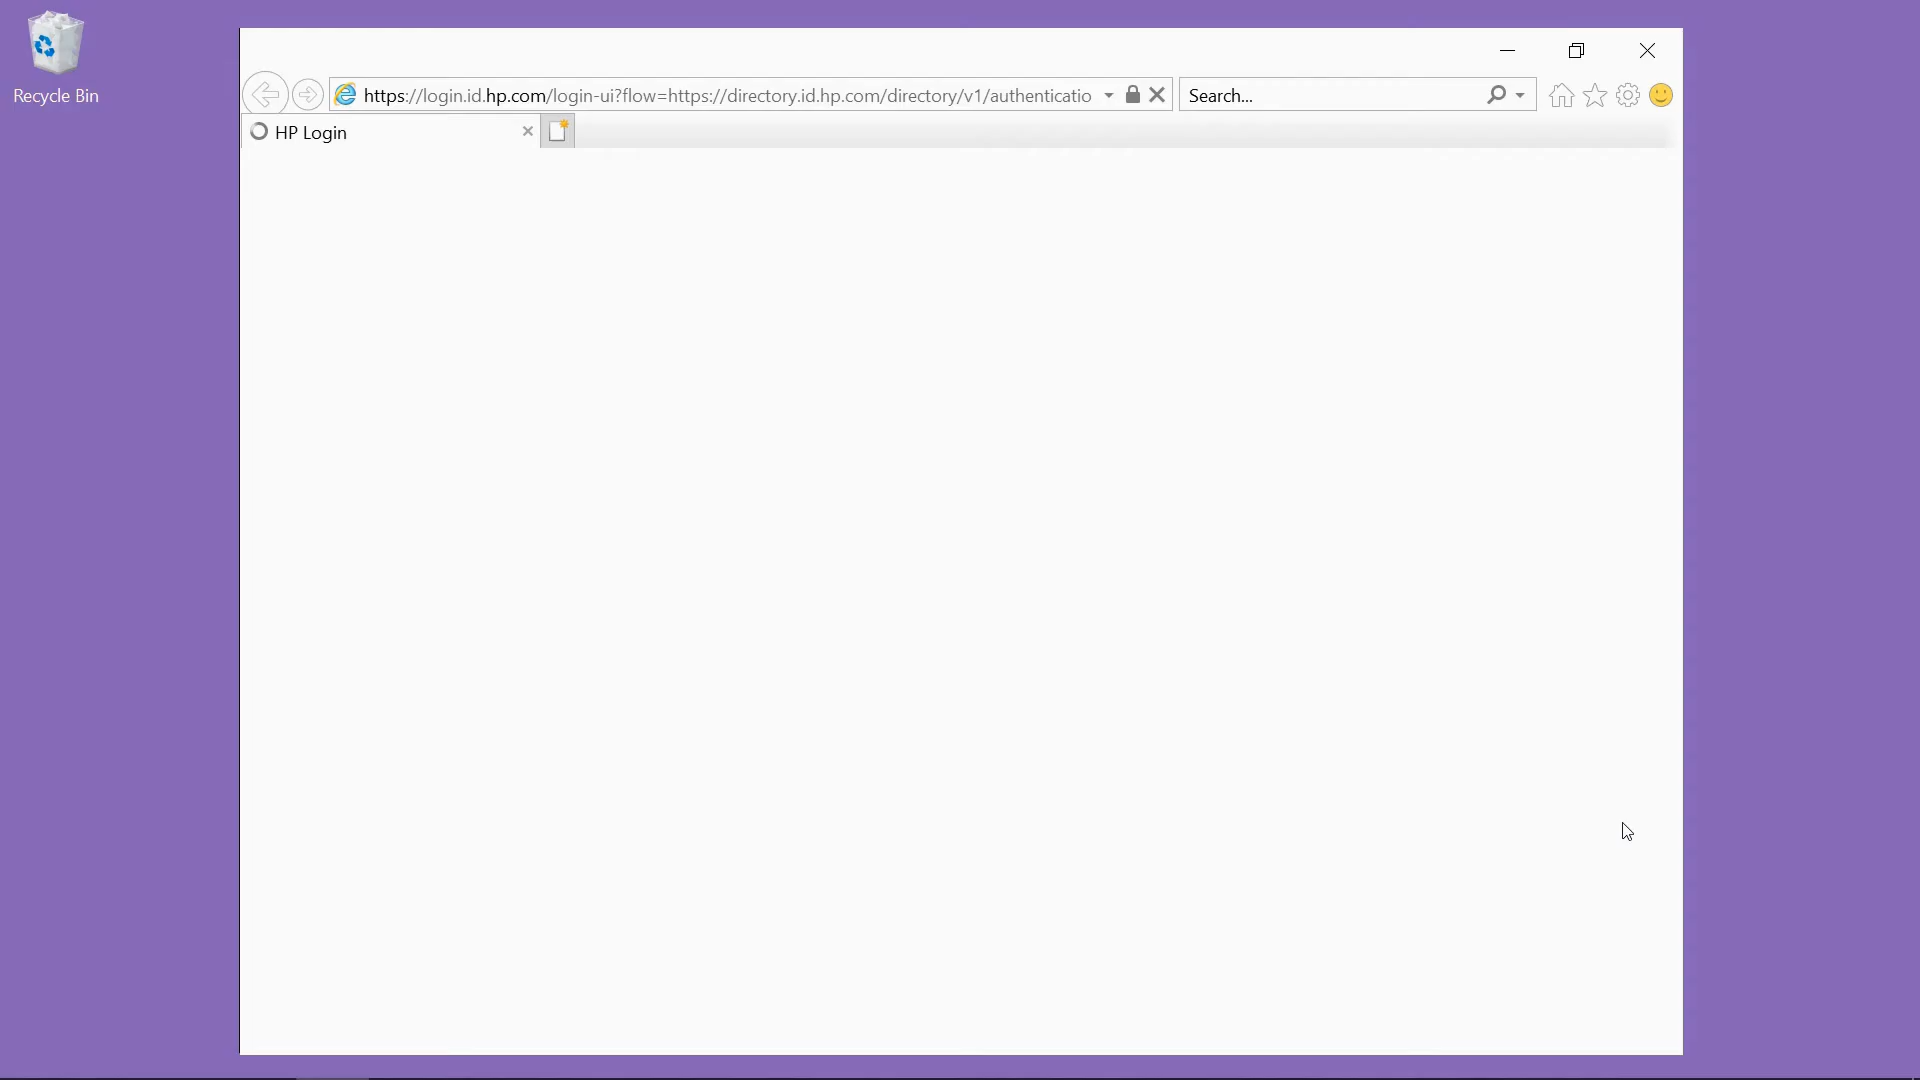 Recycle Bin
https://login.id.hp.com/login-ui?flow=https://directory.id.hp.com/directory/v1/authenticatio
Search...
HP Login